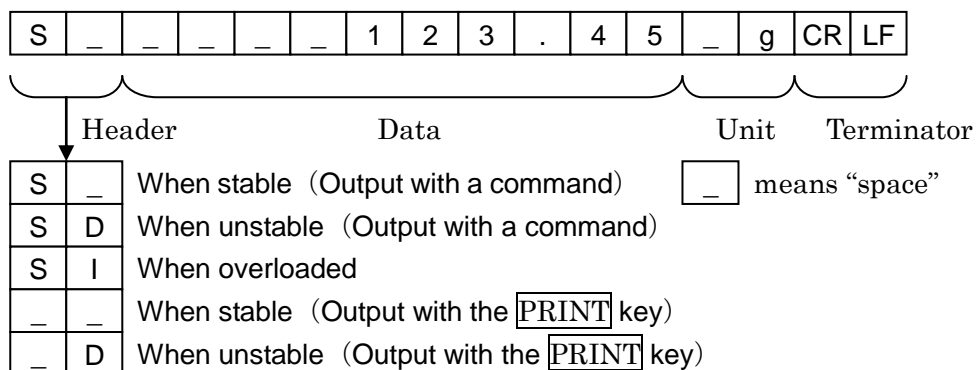 S _ _ _ _ _ 1 2 3 . 4 5 _ g CR LF
Header Data Unit Terminator
S _ When stable（Output with a command） _ means “space”
S D When unstable（Output with a command）
S I When overloaded
_ _ When stable（Output with the PRINT key）
_ D When unstable（Output with the PRINT key）